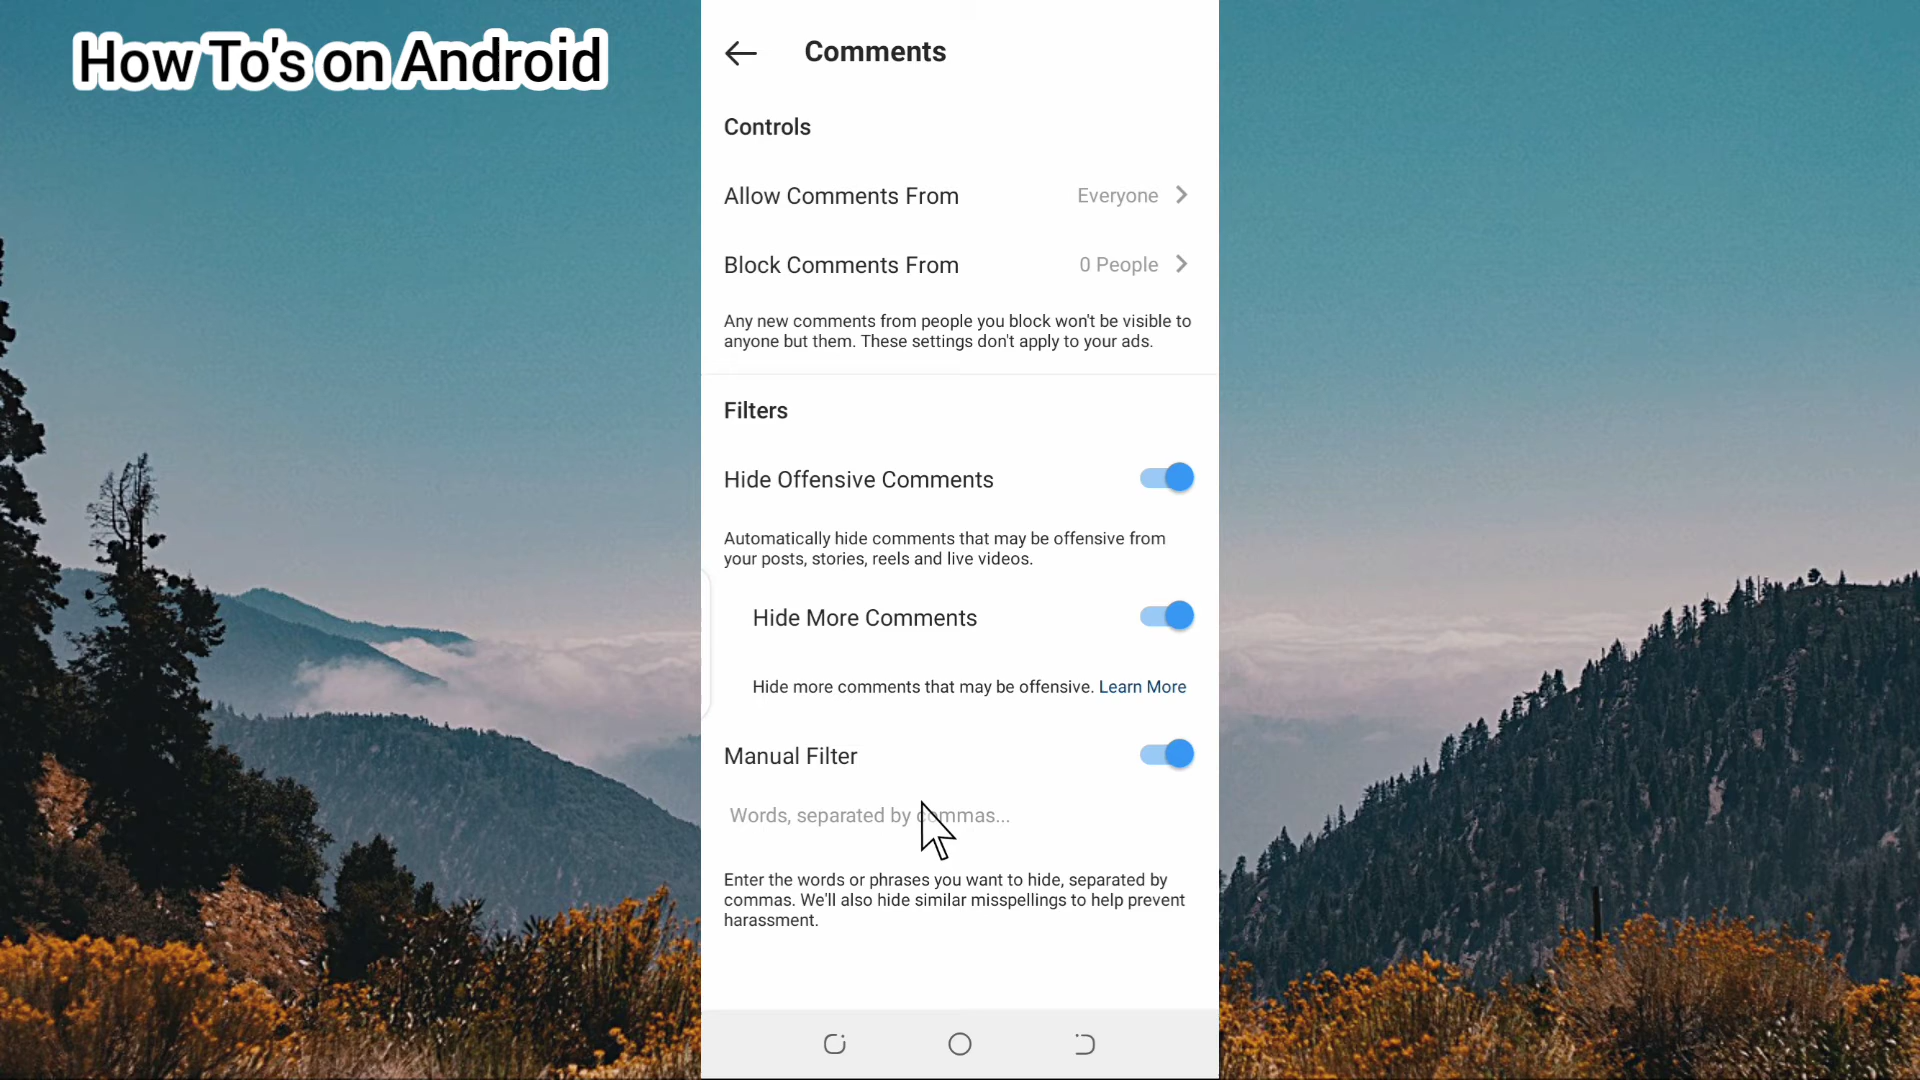 How To's on Android
Comments
Controls
Allow Comments From Everyone
Block Comments From 0 People
Any new comments from people you block won't be visible to
anyone but them. These settings don't apply to your ads.
Filters
Hide Offensive Comments
Automatically hide comments that may be offensive from
your posts, stories, reels and live videos.
Hide More Comments
Hide more comments that may be offensive. Learn More
Manual Filter
Words, separated by commas...
Enter the words or phrases you want to hide, separated by
commas. We'll also hide similar misspellings to help prevent
harassment.